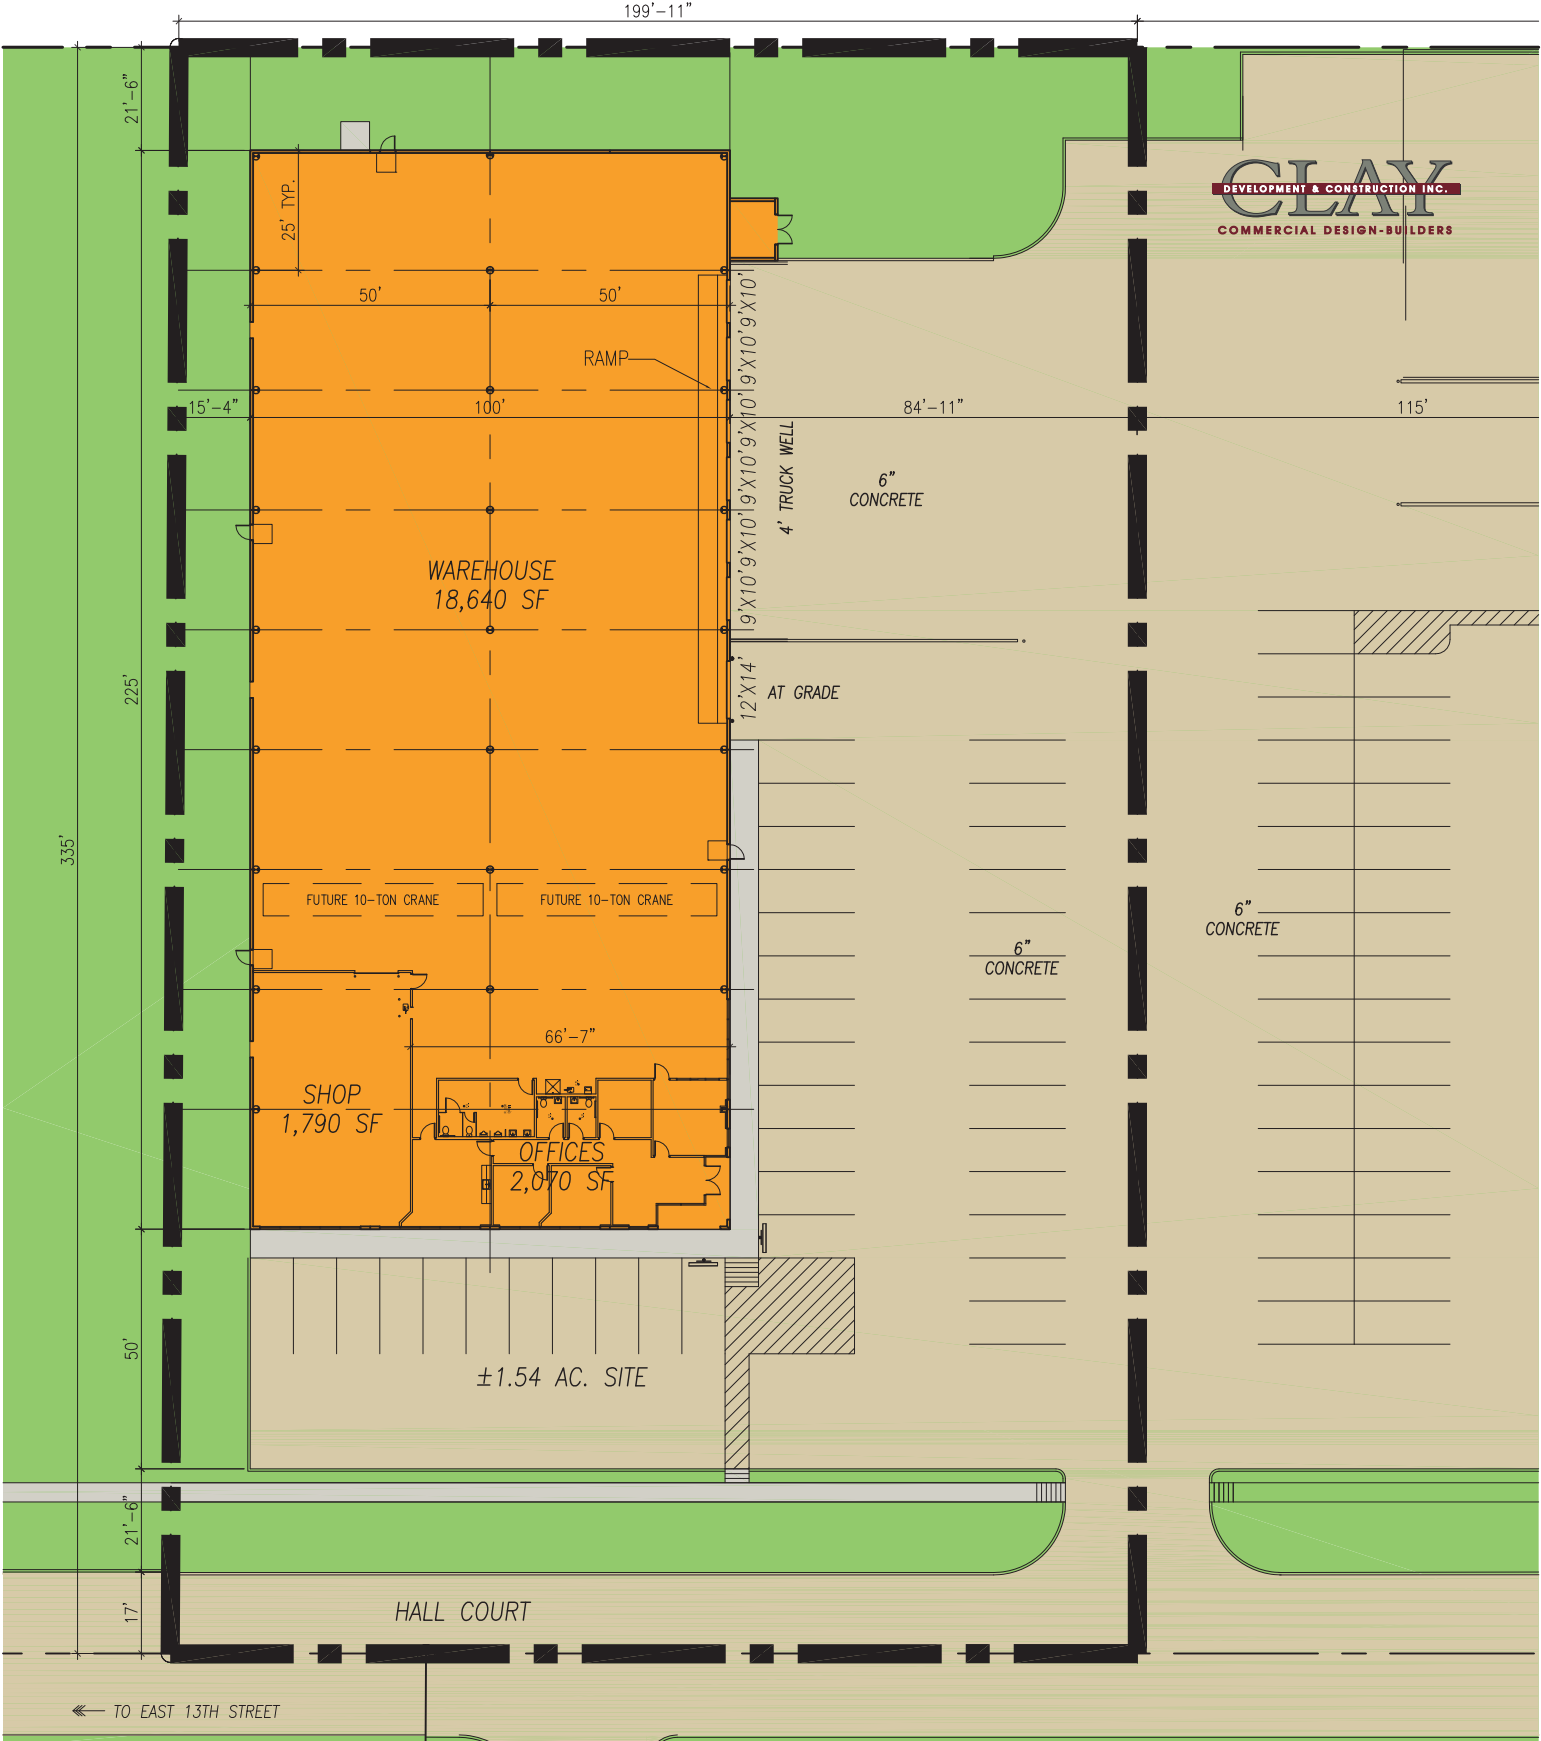 199'-11"
21'-6"
CLAY
DEVELOPMENT & CONSTRUCTION INC.
COMMERCIAL DESIGN-BUILDERS
25' TYP.
50'
50'
9'X10'
9'X10'
9'X10'
9'X10'
9'X10'
9'X10'
RAMP
15'-4"
100'
84'-11"
115'
4' TRUCK WELL
6"
CONCRETE
WAREHOUSE
18,640 SF
12'X14'
AT GRADE
225'
335'
FUTURE 10-TON CRANE
FUTURE 10-TON CRANE
6"
CONCRETE
6"
CONCRETE
66'-7"
SHOP
1,790 SF
OFFICES
2,070 SF
50'
±1.54 AC. SITE
21'-6"
17'
HALL COURT
TO EAST 13TH STREET